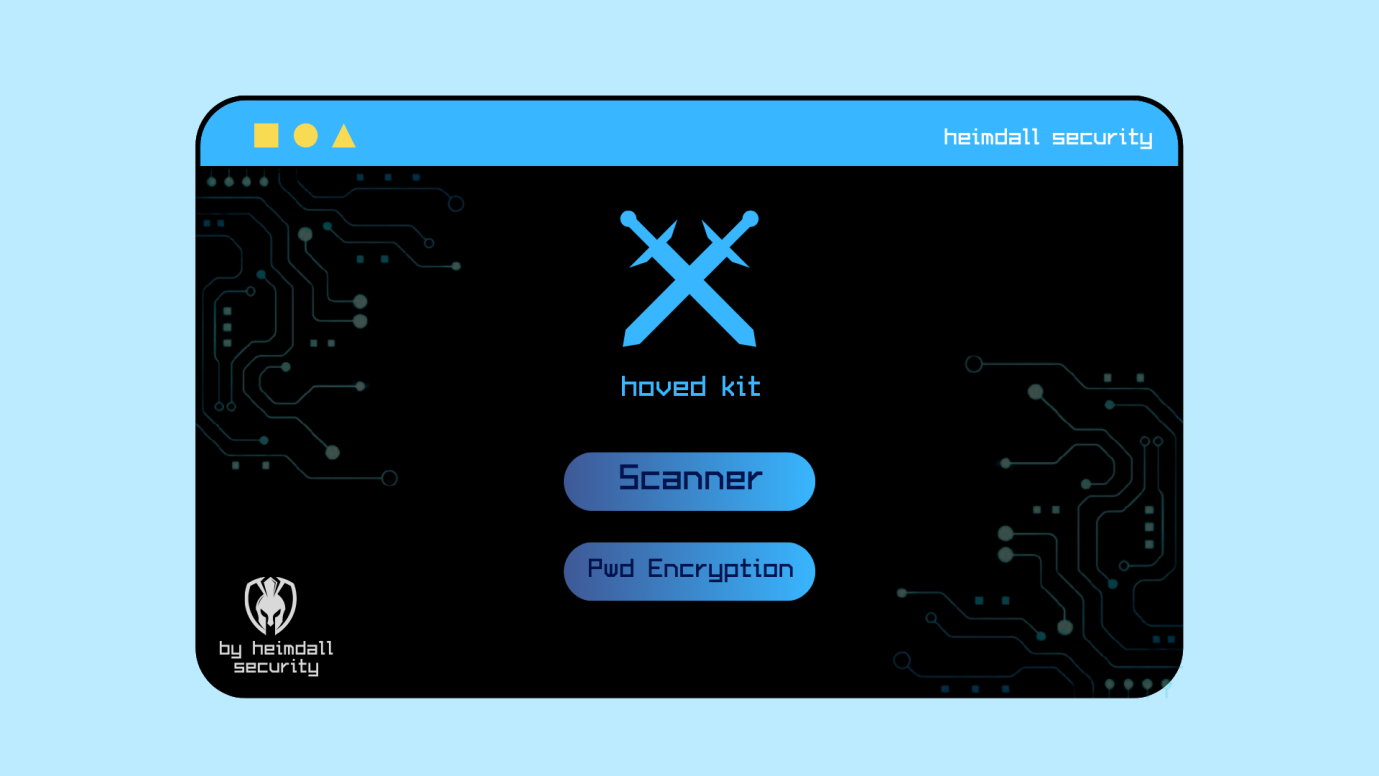 heimdall security
hoved kit
Scanner
Pwd Encryption
by heimdall
security